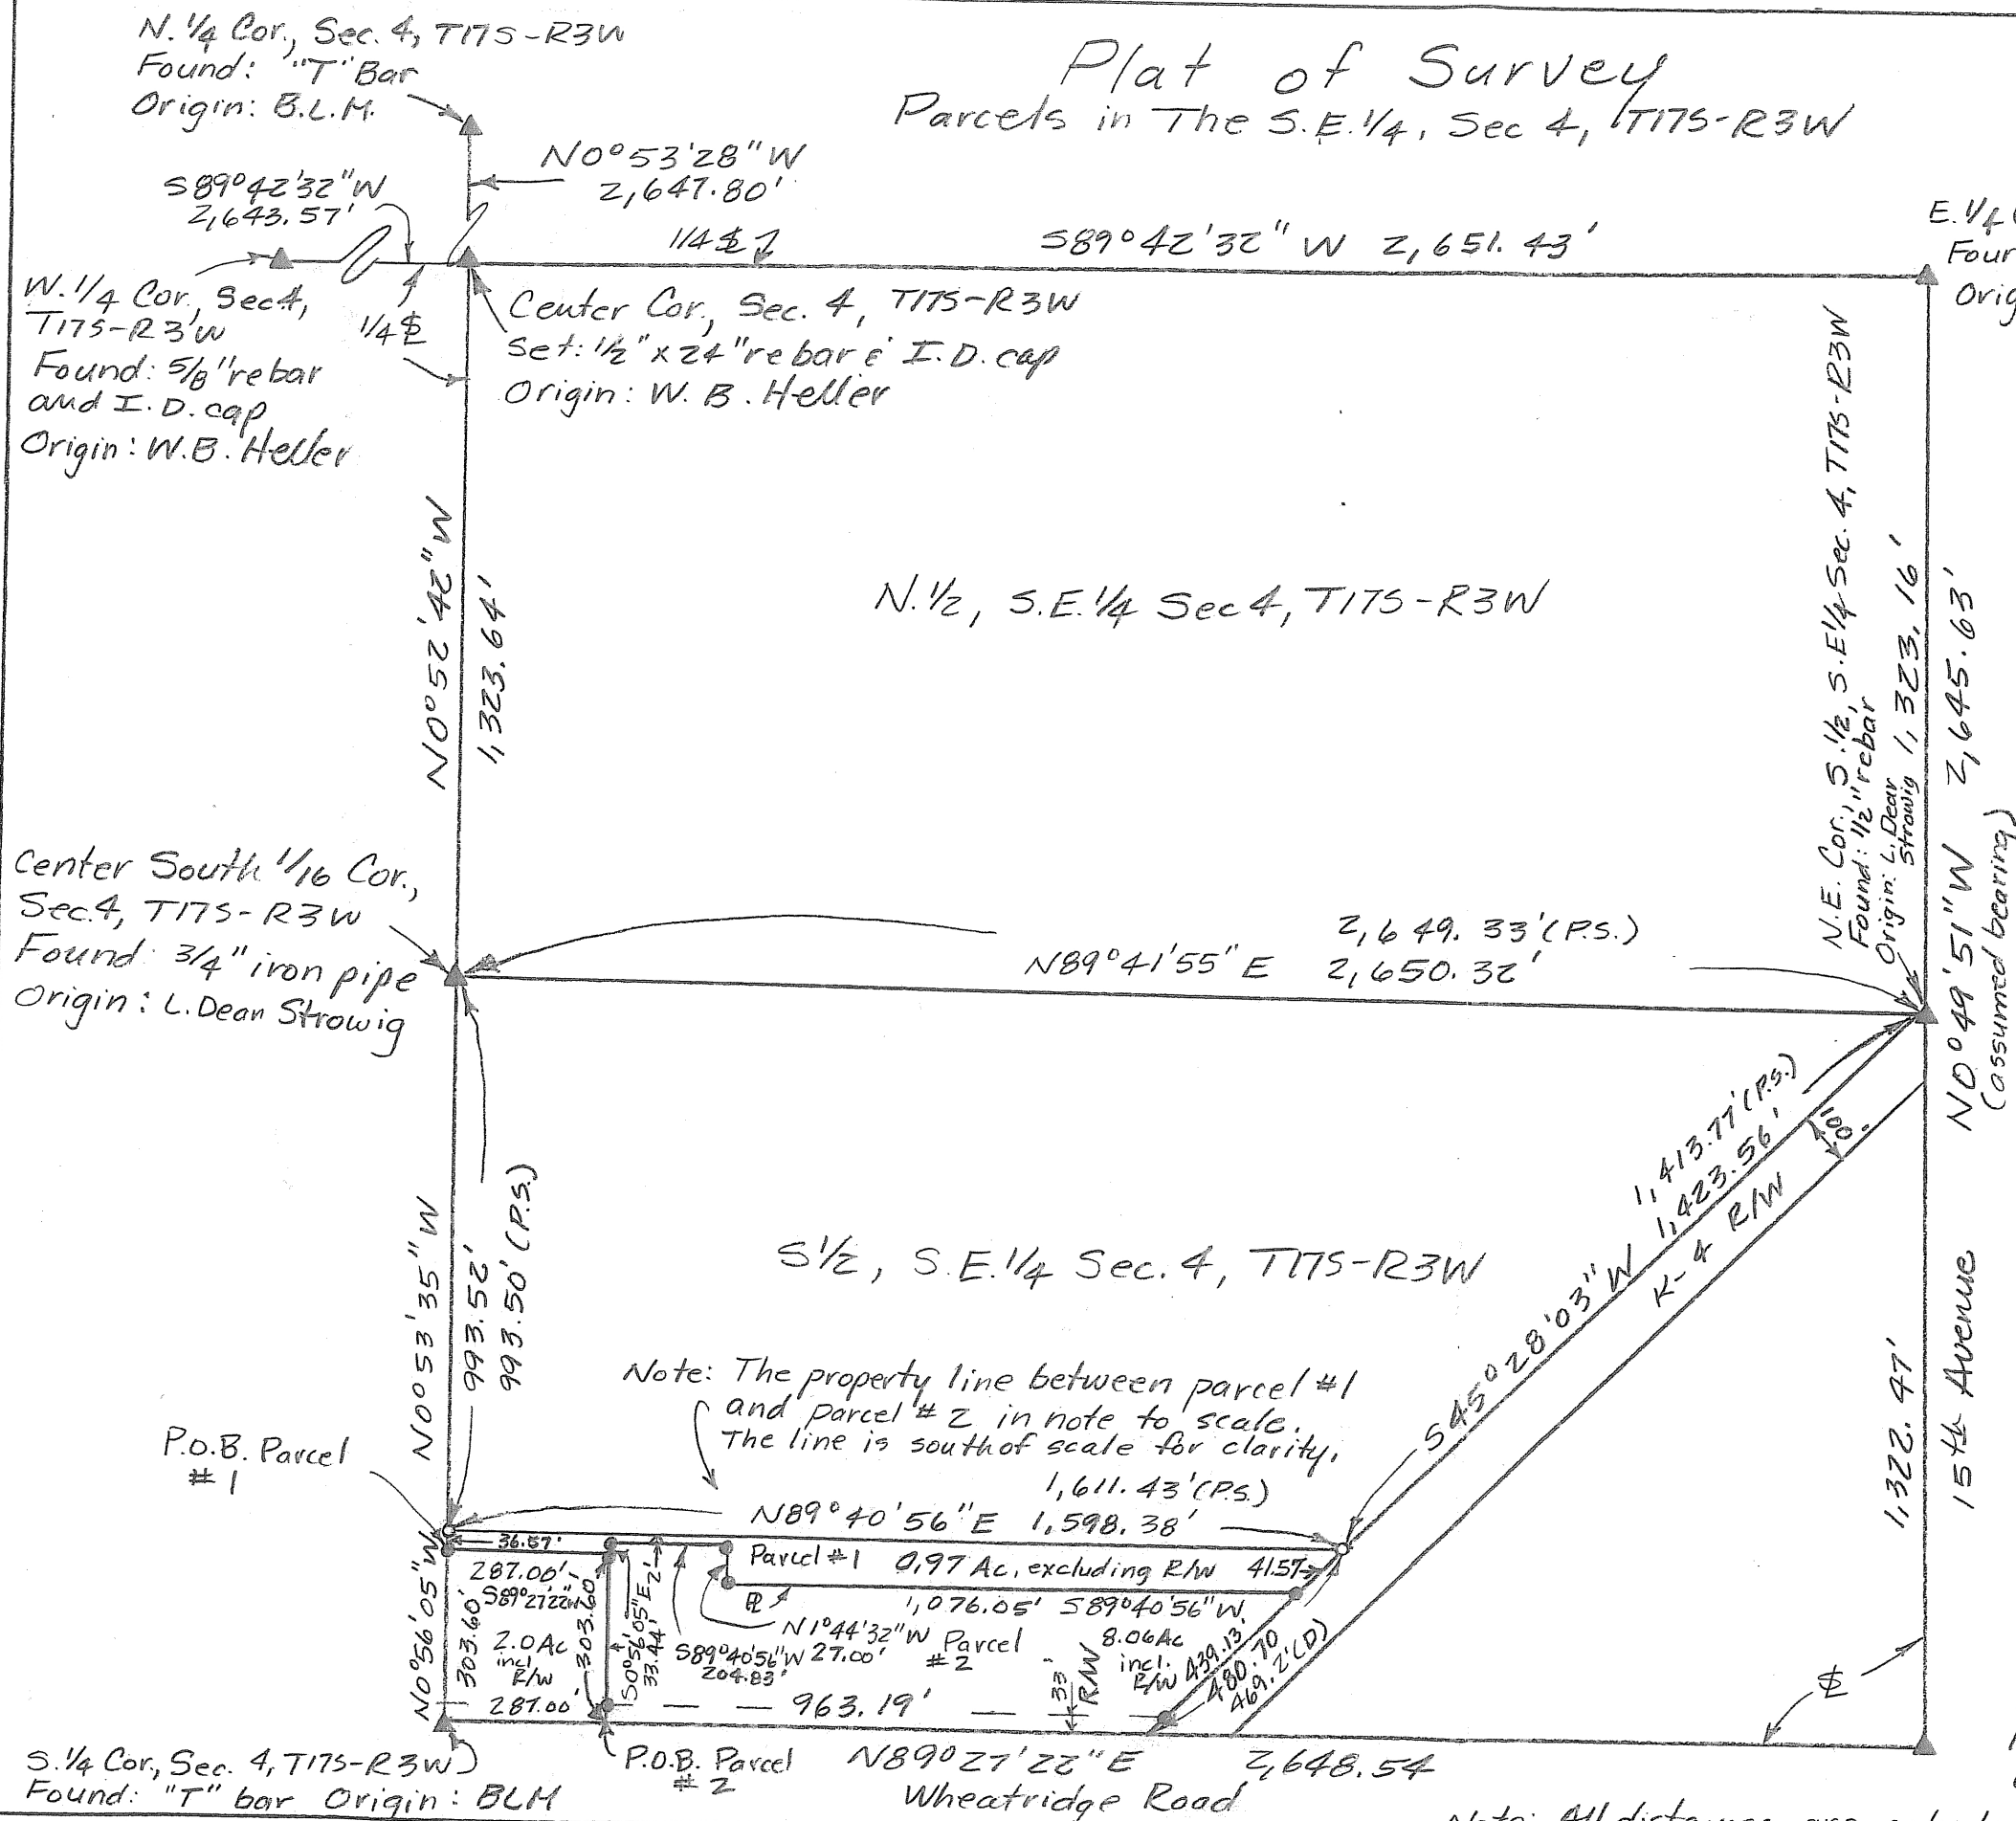 Plat of Survey
Parcels in The S.E.1/4, Sec 4, T17S-R3W
N. 1/4 Cor., Sec. 4, T17S-R3W
Found: "T" Bar
Origin: B.L.M.
N0°53'28"W
2,647.80'
S89°42'32"W
2,643.57'
1/4 ℄
S89°42'32" W 2,651.43'
E. 1/4
W. 1/4 Cor., Sec 4,
T17S-R3W
Found: 5/8" rebar
and I.D. cap
Origin: W.B. Heller
1/4 ℄
Center Cor., Sec. 4, T17S-R3W
Set: 1/2" x 24" rebar & I.D. cap
Origin: W. B. Heller
N0°52'42"W
1,323.64'
N. 1/2, S.E. 1/4 Sec 4, T17S-R3W
N.E. Cor., S.1/2, S.E1/4 Sec. 4, T17S-R3W
Found: 1/2" rebar
Origin: L. Dean
Strowig
1,323.16'
N0°49'51"W 2,645.63'
(assumed bearing)
Center South 1/16 Cor.,
Sec.4, T17S-R3W
Found: 3/4" iron pipe
Origin: L. Dean Strowig
2,649.33'(P.S.)
N89°41'55"E 2,650.32'
N0°53'35"W
993.52'
993.50' (P.S.)
S1/2, S.E.1/4 Sec. 4, T17S-R3W
1,413.77'(P.S.)
S45°28'03"W 1,423.56'
K-4 R/W
1,322.47'
15th Avenue
Note: The property line between parcel #1
and parcel #2 in note to scale.
The line is south of scale for clarity.
P.O.B. Parcel
#1
1,611.43'(P.S.)
N89°40'56"E 1,598.38'
36.57'
Parcel #1 0.97 Ac. excluding R/W 41.57
287.00'
S89°27'22"W
1,076.05' S89°40'56"W
N0°56'05"W
303.60'
2.0 Ac
incl.
R/W
303.60
S0°56'05"E
33.44'
2'
S89°40'56"W
204.83'
N1°44'32"W
27.00'
Parcel
#2
8.06 Ac
incl.
R/W
439.13'
480.70
469.2'(D)
33'
R/W
287.00'
963.19'
℄
S. 1/4 Cor., Sec. 4, T17S-R3W
Found: "T" bar Origin: BLM
P.O.B. Parcel
#2
N89°27'22"E 2,648.54
Wheatridge Road